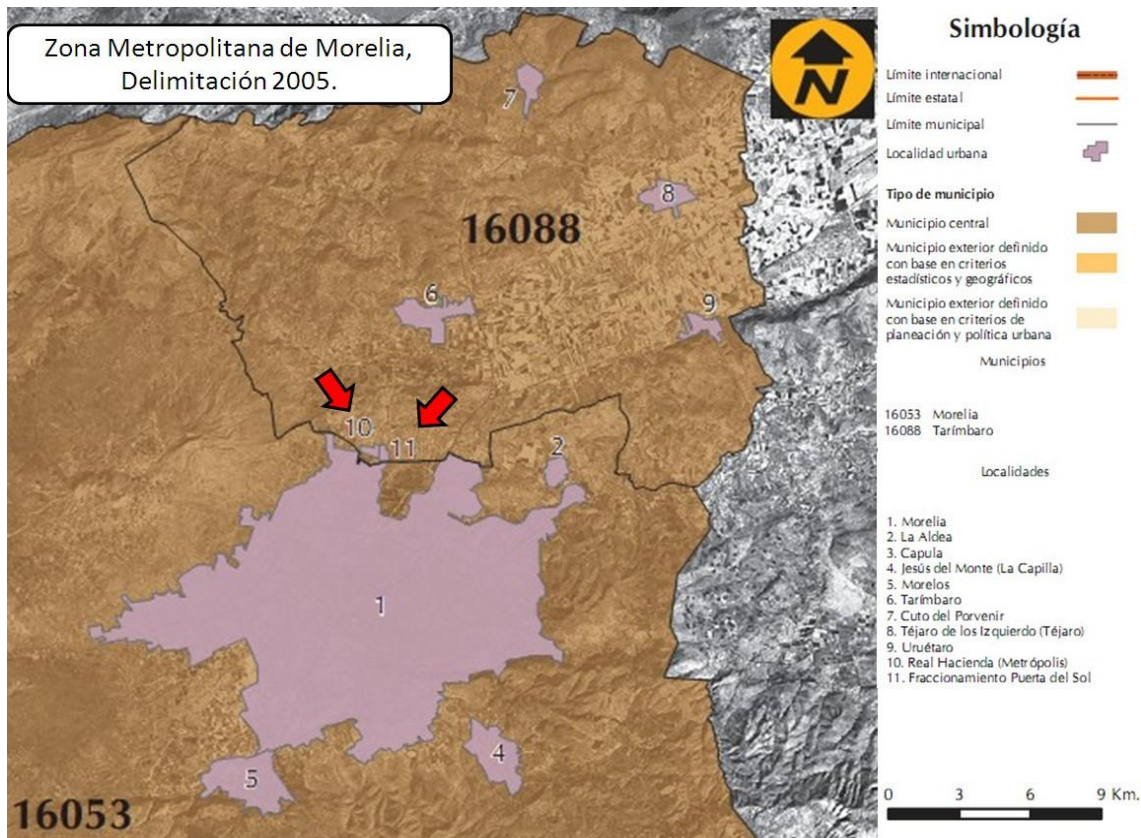 Zona Metropolitana de Morelia,
Delimitación 2005.
N
7
8
16088
6
9
10
11
2
1
4
5
16053
Simbología
Límite internacional
Límite estatal
Límite municipal
Localidad urbana
Tipo de municipio
Municipio central
Municipio exterior definido
con base en criterios
estadísticos y geográficos
Municipio exterior definido
con base en criterios de
planeación y política urbana
Municipios
16053 Morelia
16088 Tarímbaro
Localidades
1. Morelia
2. La Aldea
3. Capula
4. Jesús del Monte (La Capilla)
5. Morelos
6. Tarímbaro
7. Cuto del Porvenir
8. Téjaro de los Izquierdo (Téjaro)
9. Uruétaro
10. Real Hacienda (Metrópolis)
11. Fraccionamiento Puerta del Sol
0 3 6 9 Km.